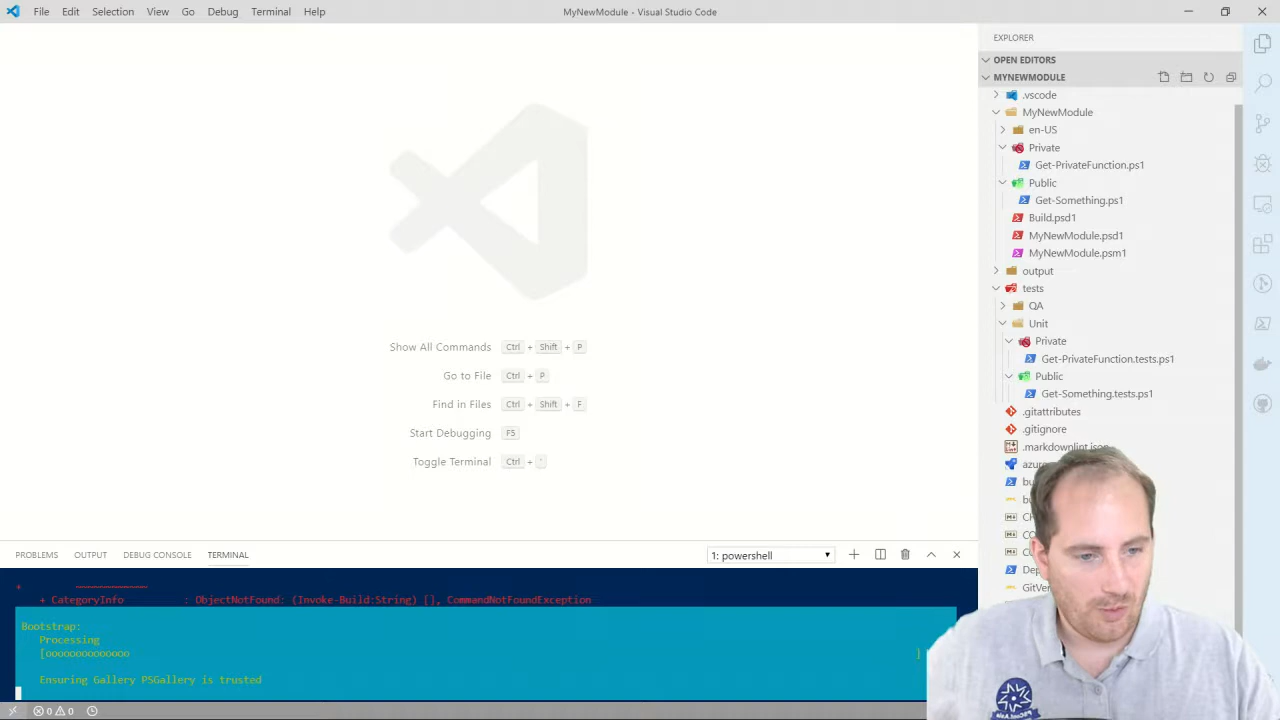 File Edit Selection View Go Debug Terminal Help
MyNewModule - Visual Studio Code
Show All Commands Ctrl + Shift + P
Go to File Ctrl + P
Find in Files Ctrl + Shift + F
Start Debugging F5
Toggle Terminal Ctrl + `
EXPLORER
OPEN EDITORS
MYNEWMODULE
.vscode
MyNewModule
en-US
Private
Get-PrivateFunction.ps1
Public
Get-Something.ps1
Build.psd1
MyNewModule.psd1
MyNewModule.psm1
output
tests
QA
Unit
Private
Get-PrivateFunction.tests.ps1
Public
Get-Something.tests.ps1
.gitattributes
.gitignore
.markdownlint.json
PROBLEMS OUTPUT DEBUG CONSOLE TERMINAL
1: powershell
+ ~~~~~~~~~~~~
+ CategoryInfo : ObjectNotFound: (Invoke-Build:String) [], CommandNotFoundException
Bootstrap:
Processing
[oooooooooooooo ]
Ensuring Gallery PSGallery is trusted
0 0